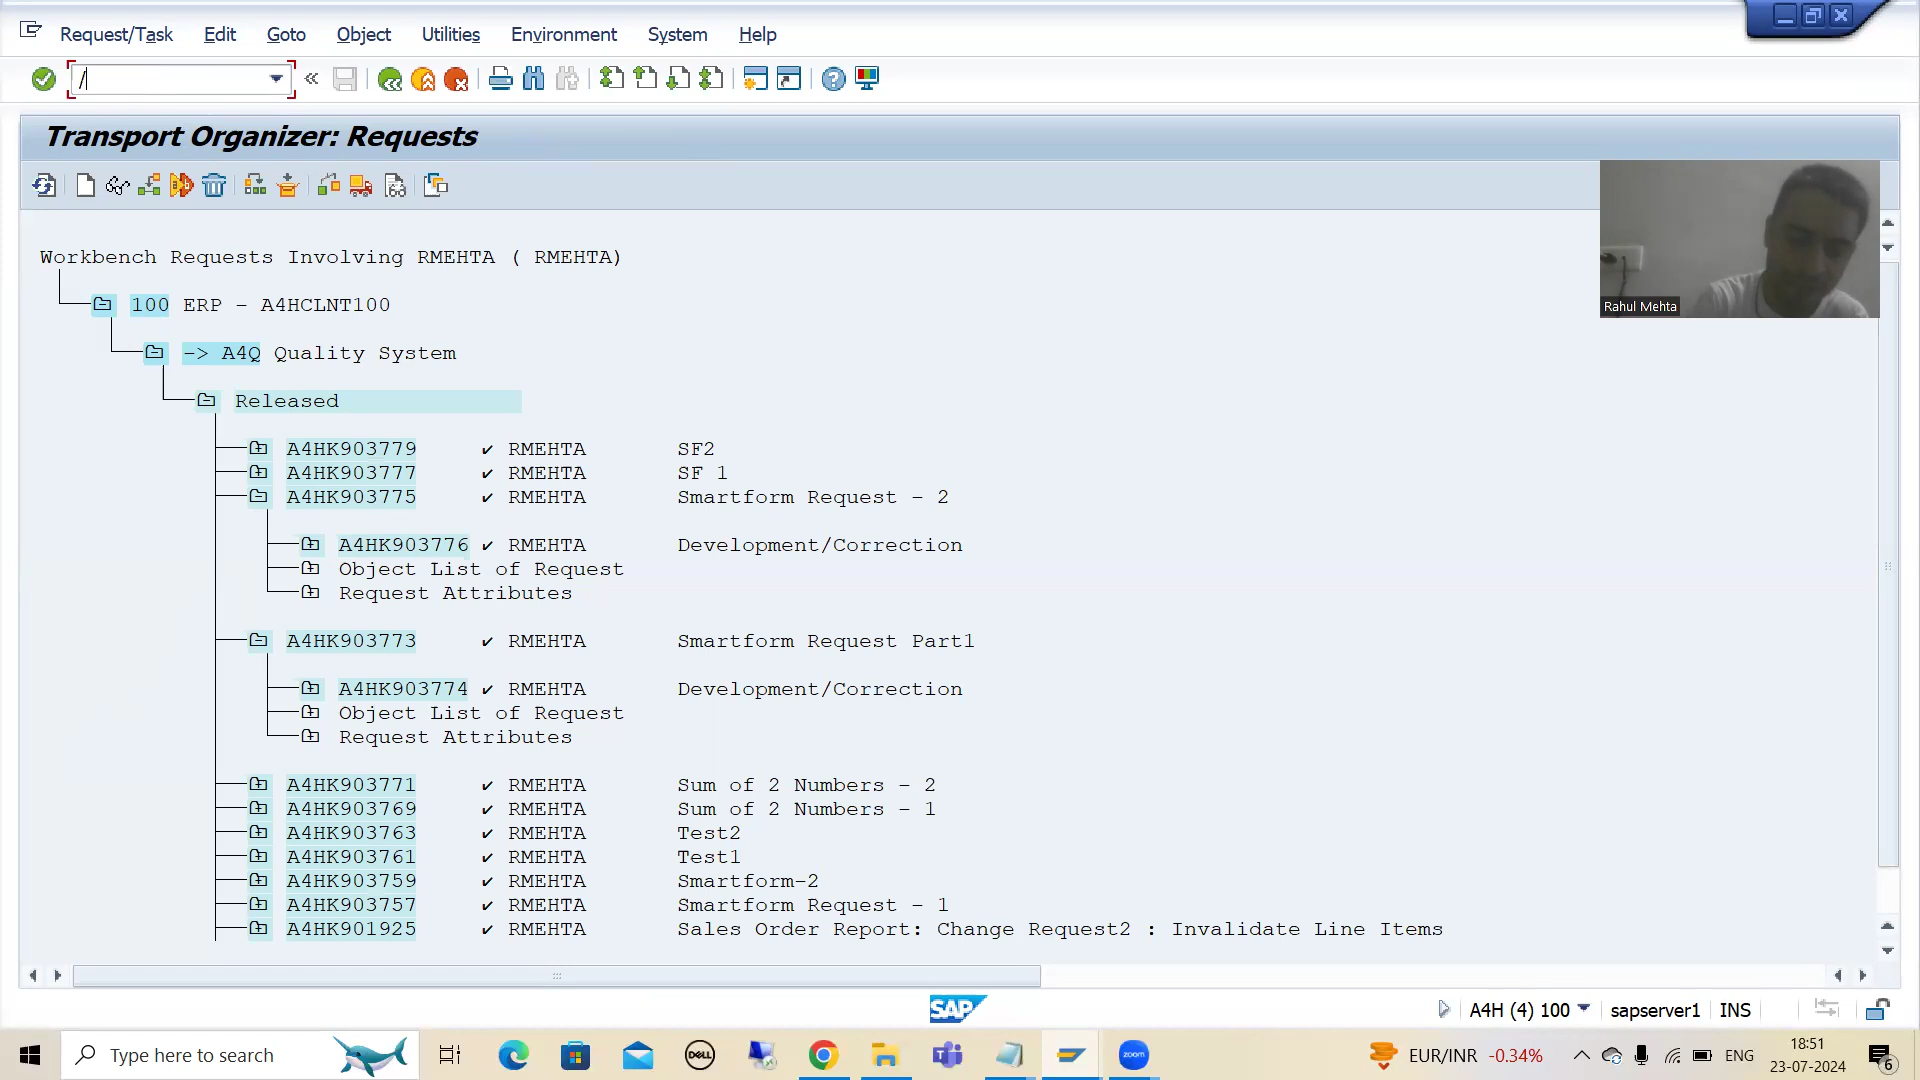 Request/Task Edit Goto Object Utilities Environment System Help
/
Transport Organizer: Requests
Rahul Mehta
Workbench Requests Involving RMEHTA ( RMEHTA)
100 ERP - A4HCLNT100
-> A4Q Quality System
Released
A4HK903779 ✔ RMEHTA SF2
A4HK903777 ✔ RMEHTA SF 1
A4HK903775 ✔ RMEHTA Smartform Request - 2
A4HK903776 ✔ RMEHTA Development/Correction
Object List of Request
Request Attributes
A4HK903773 ✔ RMEHTA Smartform Request Part1
A4HK903774 ✔ RMEHTA Development/Correction
Object List of Request
Request Attributes
A4HK903771 ✔ RMEHTA Sum of 2 Numbers - 2
A4HK903769 ✔ RMEHTA Sum of 2 Numbers - 1
A4HK903763 ✔ RMEHTA Test2
A4HK903761 ✔ RMEHTA Test1
A4HK903759 ✔ RMEHTA Smartform-2
A4HK903757 ✔ RMEHTA Smartform Request - 1
A4HK901925 ✔ RMEHTA Sales Order Report: Change Request2 : Invalidate Line Items
SAP
A4H (4) 100 sapserver1 INS
Type here to search
DELL
zoom
EUR/INR -0.34%
ENG
18:51
23-07-2024
6